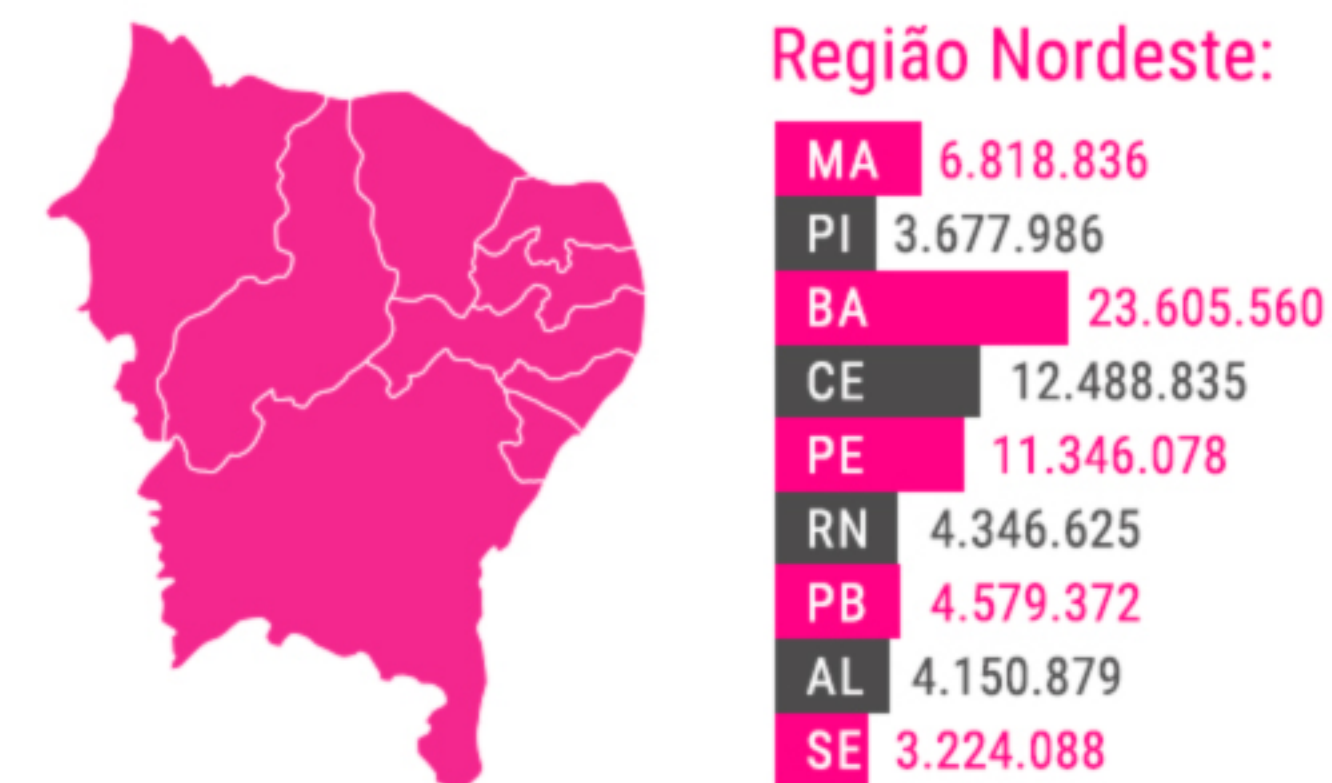 Região Nordeste:
MA 6.818.836
PI 3.677.986
BA 23.605.560
CE 12.488.835
PE 11.346.078
RN 4.346.625
PB 4.579.372
AL 4.150.879
SE 3.224.088